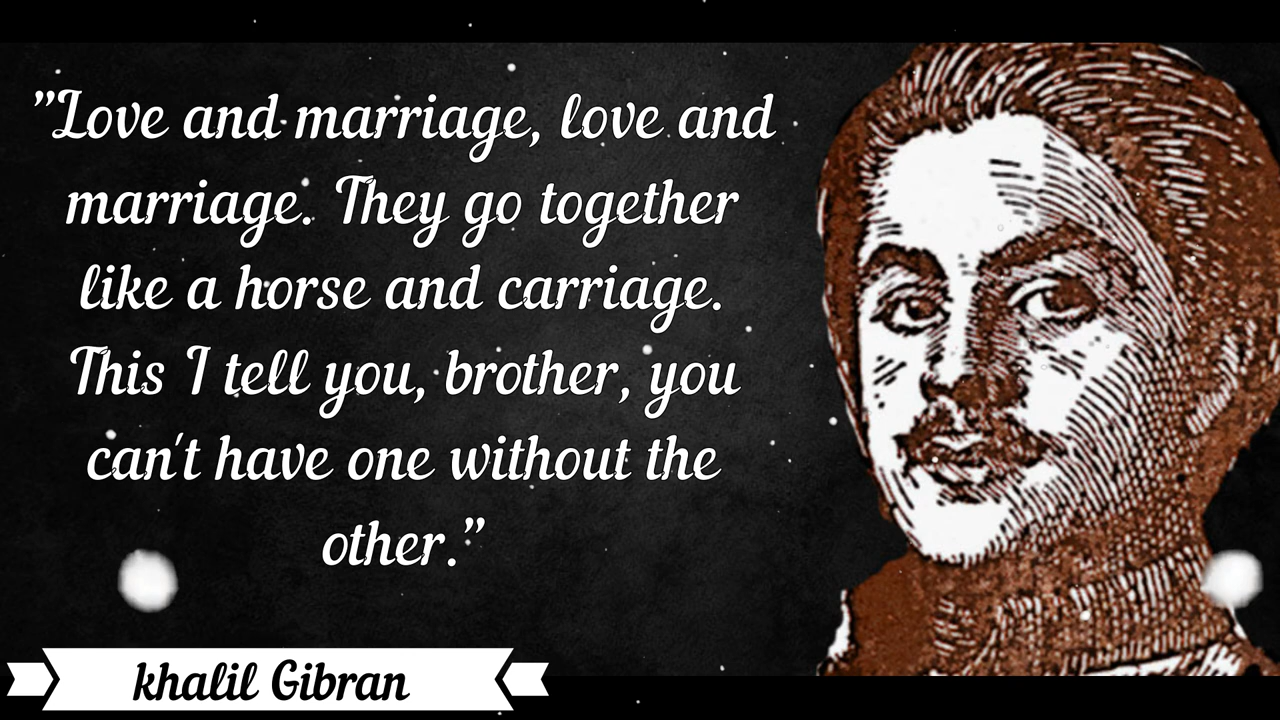 ”Love and marriage, love and
marriage. They go together
like a horse and carriage.
This I tell you, brother, you
can't have one without the
other.”
khalil Gibran